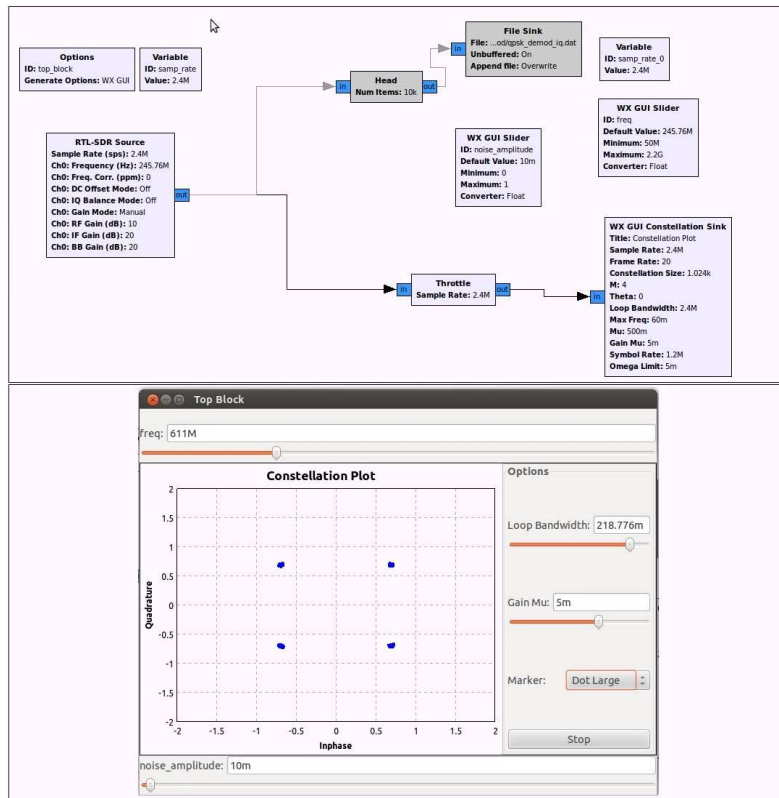 Options
ID: top_block
Generate Options: WX GUI
Variable
ID: samp_rate
Value: 2.4M
in
Head
Num Items: 10k
out
in
File Sink
File: ...od/qpsk_demod_iq.dat
Unbuffered: On
Append file: Overwrite
Variable
ID: samp_rate_0
Value: 2.4M
RTL-SDR Source
Sample Rate (sps): 2.4M
Ch0: Frequency (Hz): 245.76M
Ch0: Freq. Corr. (ppm): 0
Ch0: DC Offset Mode: Off
Ch0: IQ Balance Mode: Off
Ch0: Gain Mode: Manual
Ch0: RF Gain (dB): 10
Ch0: IF Gain (dB): 20
Ch0: BB Gain (dB): 20
out
WX GUI Slider
ID: noise_amplitude
Default Value: 10m
Minimum: 0
Maximum: 1
Converter: Float
WX GUI Slider
ID: freq
Default Value: 245.76M
Minimum: 50M
Maximum: 2.2G
Converter: Float
in
Throttle
Sample Rate: 2.4M
out
in
WX GUI Constellation Sink
Title: Constellation Plot
Sample Rate: 2.4M
Frame Rate: 20
Constellation Size: 1.024k
M: 4
Theta: 0
Loop Bandwidth: 2.4M
Max Freq: 60m
Mu: 500m
Gain Mu: 5m
Symbol Rate: 1.2M
Omega Limit: 5m
Top Block
freq: 611M
Constellation Plot
2
1.5
1
0.5
0
-0.5
-1
-1.5
-2
Quadrature
-2 -1.5 -1 -0.5 0 0.5 1 1.5 2
Inphase
Options
Loop Bandwidth: 218.776m
Gain Mu: 5m
Marker: Dot Large
Stop
noise_amplitude: 10m